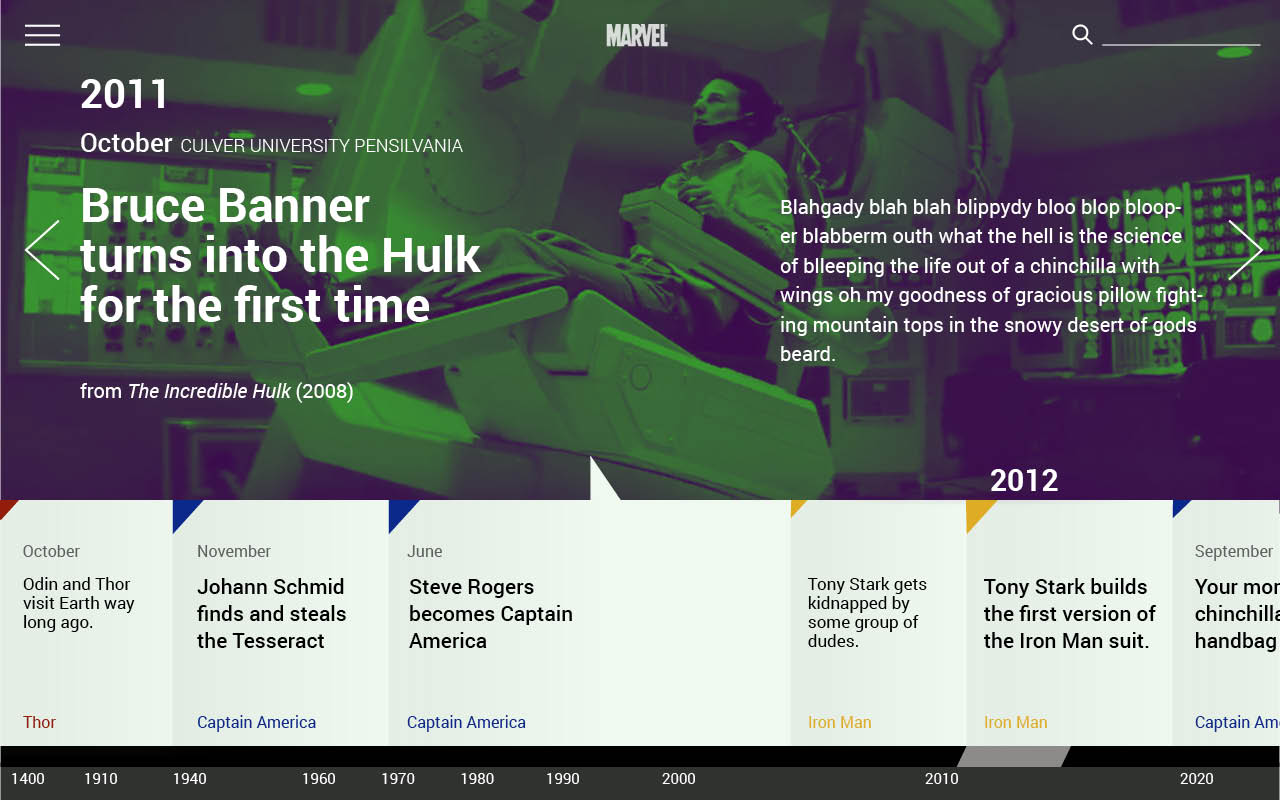 MARVEL
2011
October CULVER UNIVERSITY PENSILVANIA
Bruce Banner
turns into the Hulk
for the first time
from The Incredible Hulk (2008)
Blahgady blah blah blippydy bloo blop bloop-
er blabberm outh what the hell is the science
of blleeping the life out of a chinchilla with
wings oh my goodness of gracious pillow fight-
ing mountain tops in the snowy desert of gods
beard.
2012
October
Odin and Thor
visit Earth way
long ago.
Thor
November
Johann Schmid
finds and steals
the Tesseract
Captain America
June
Steve Rogers
becomes Captain
America
Captain America
Tony Stark gets
kidnapped by
some group of
dudes.
Iron Man
Tony Stark builds
the first version of
the Iron Man suit.
Iron Man
September
Your mor
chinchilla
handbag
Captain Am
1400 1910 1940 1960 1970 1980 1990 2000 2010 2020